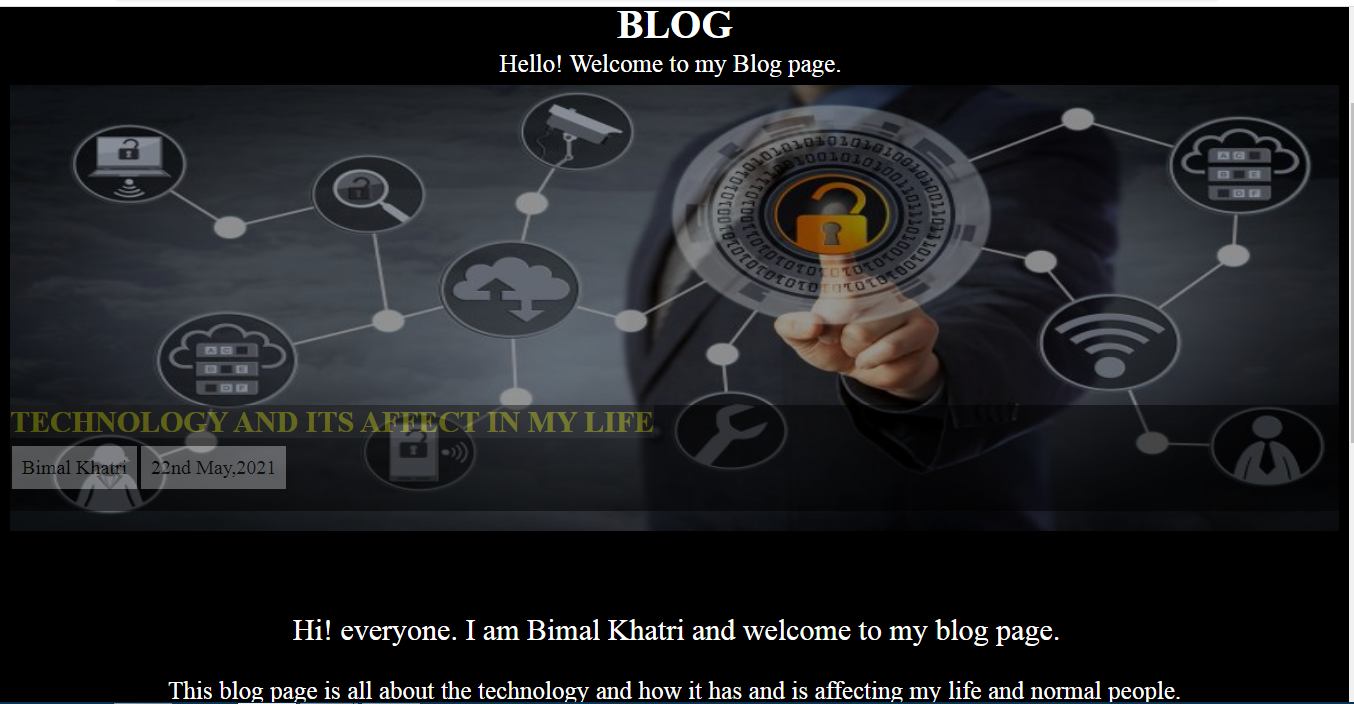 BLOG
Hello! Welcome to my Blog page.
TECHNOLOGY AND ITS AFFECT IN MY LIFE
Bimal Khatri 22nd May,2021
Hi! everyone. I am Bimal Khatri and welcome to my blog page.
This blog page is all about the technology and how it has and is affecting my life and normal people.